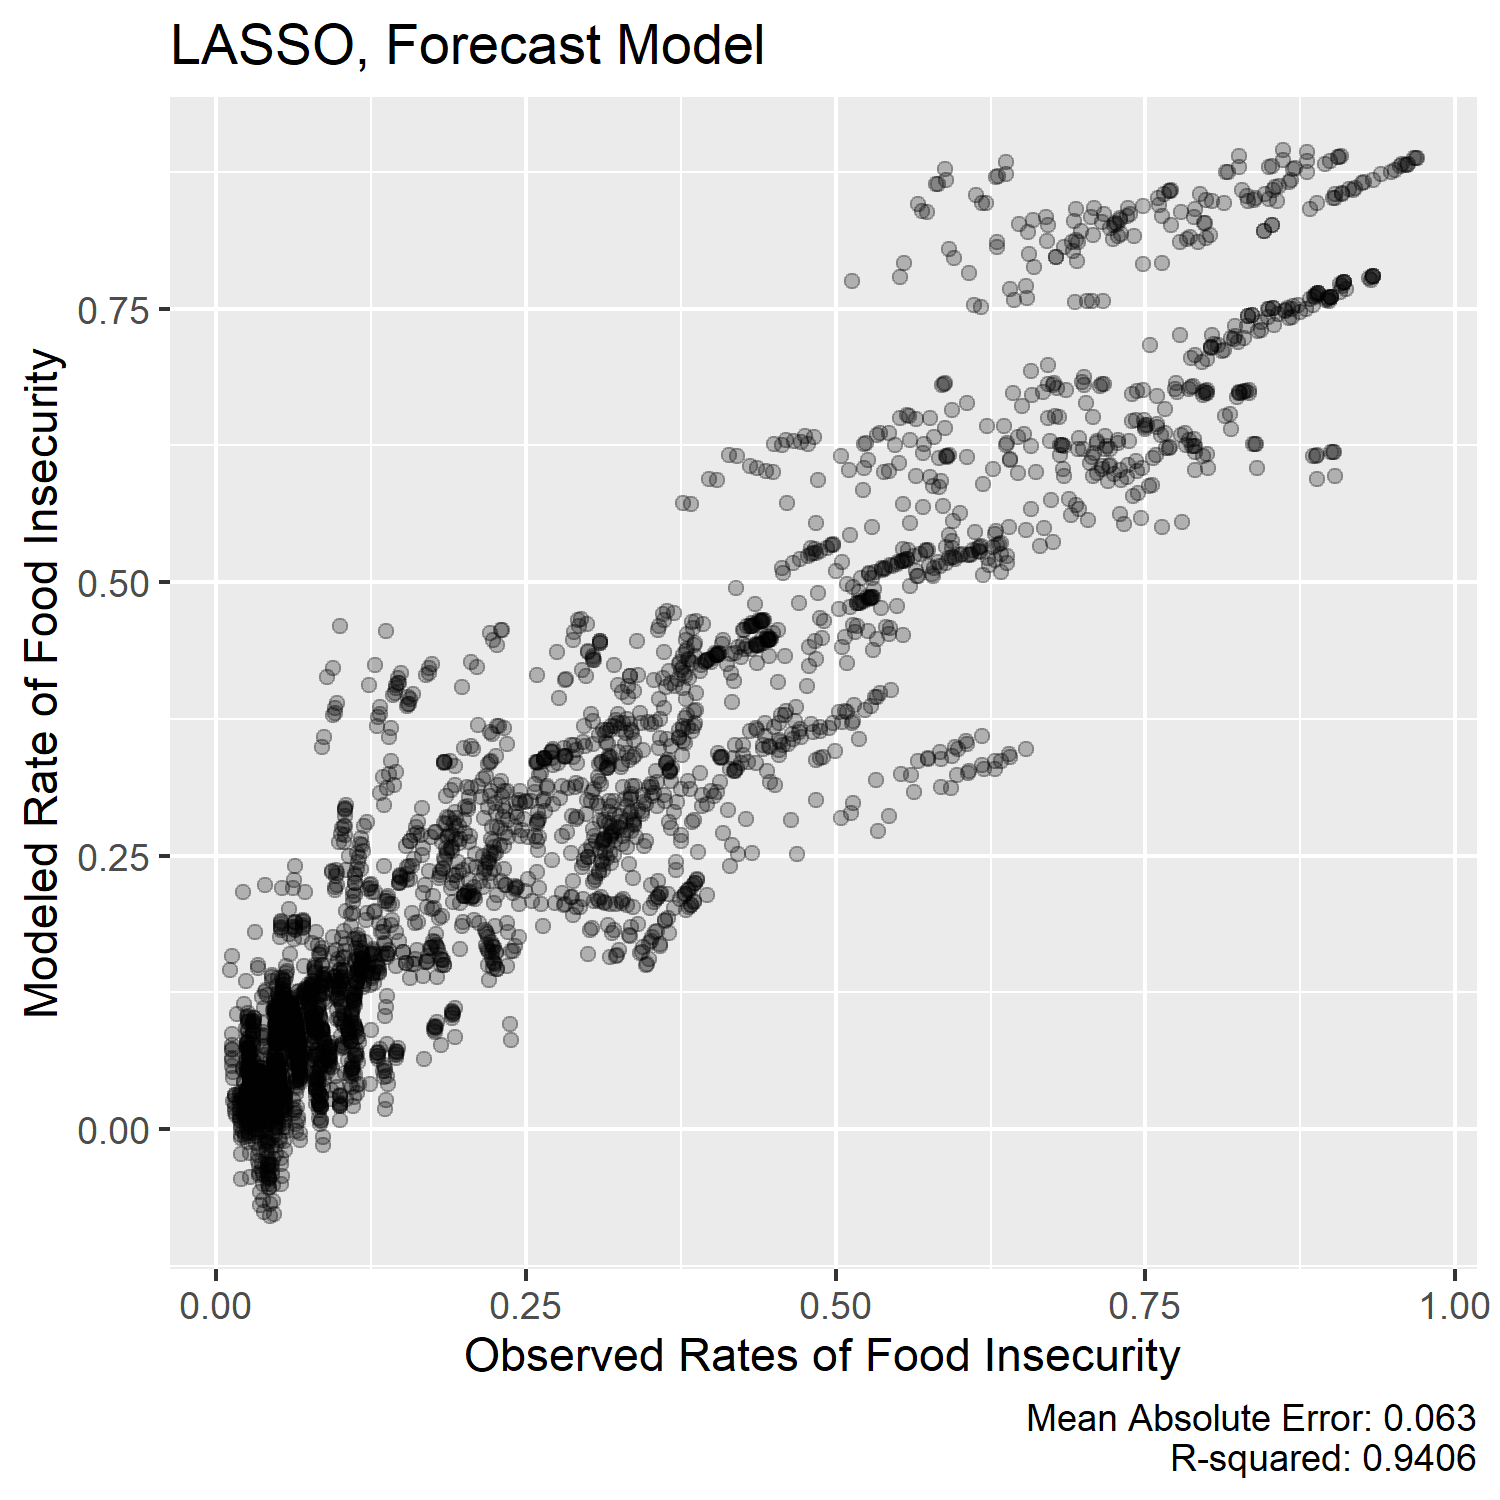 LASSO, Forecast Model
Modeled Rate of Food Insecurity
0.75
0.50
0.25
0.00
0.00 0.25 0.50 0.75 1.00
Observed Rates of Food Insecurity
Mean Absolute Error: 0.063
R-squared: 0.9406